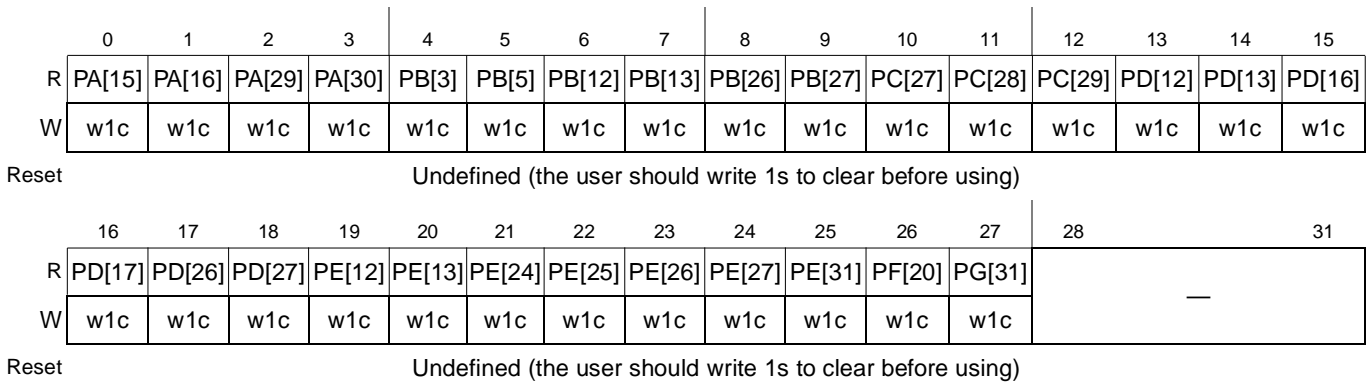 0 1 2 3 4 5 6 7 8 9 10 11 12 13 14 15
R PA[15] PA[16] PA[29] PA[30] PB[3] PB[5] PB[12] PB[13] PB[26] PB[27] PC[27] PC[28] PC[29] PD[12] PD[13] PD[16]
W w1c w1c w1c w1c w1c w1c w1c w1c w1c w1c w1c w1c w1c w1c w1c w1c
Reset Undefined (the user should write 1s to clear before using)
16 17 18 19 20 21 22 23 24 25 26 27 28 31
R PD[17] PD[26] PD[27] PE[12] PE[13] PE[24] PE[25] PE[26] PE[27] PE[31] PF[20] PG[31] —
W w1c w1c w1c w1c w1c w1c w1c w1c w1c w1c w1c w1c
Reset Undefined (the user should write 1s to clear before using)